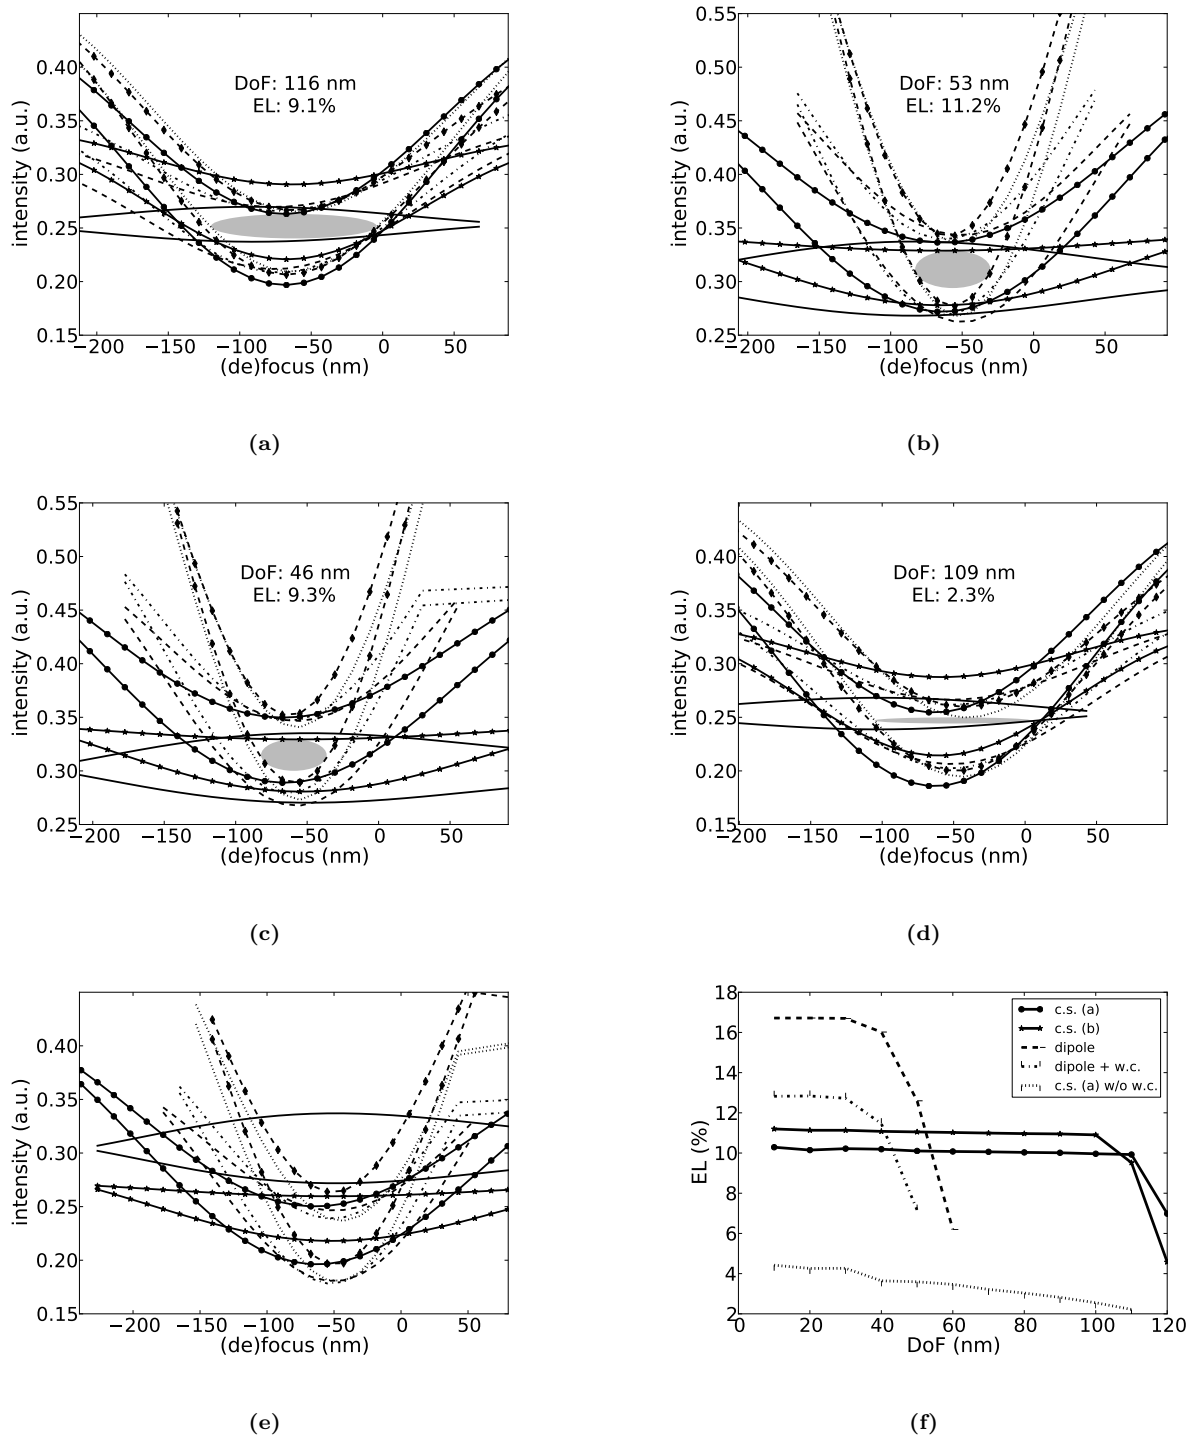 0.40
0.35
0.30
0.25
0.20
0.15
intensity (a.u.)
DoF: 116 nm
EL: 9.1%
−200 −150 −100 −50 0 50
(de)focus (nm)
(a)
0.55
0.50
0.45
0.40
0.35
0.30
0.25
intensity (a.u.)
DoF: 53 nm
EL: 11.2%
−200 −150 −100 −50 0 50
(de)focus (nm)
(b)
0.55
0.50
0.45
0.40
0.35
0.30
0.25
intensity (a.u.)
DoF: 46 nm
EL: 9.3%
−200 −150 −100 −50 0 50
(de)focus (nm)
(c)
0.40
0.35
0.30
0.25
0.20
0.15
intensity (a.u.)
DoF: 109 nm
EL: 2.3%
−200 −150 −100 −50 0 50
(de)focus (nm)
(d)
0.40
0.35
0.30
0.25
0.20
0.15
intensity (a.u.)
−200 −150 −100 −50 0 50
(de)focus (nm)
(e)
18
16
14
12
10
8
6
4
2
EL (%)
c.s. (a)
c.s. (b)
dipole
dipole + w.c.
c.s. (a) w/o w.c.
0 20 40 60 80 100 120
DoF (nm)
(f)